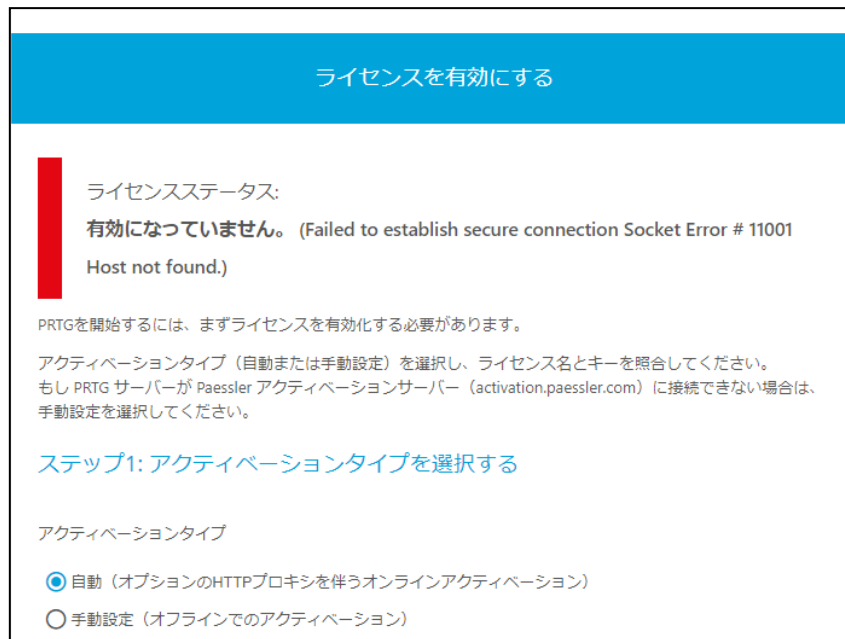 ライセンスを有効にする
ライセンスステータス:
有効になっていません。 (Failed to establish secure connection Socket Error # 11001
Host not found.)
PRTGを開始するには、まずライセンスを有効化する必要があります。
アクティベーションタイプ（自動または手動設定）を選択し、ライセンス名とキーを照合してください。
もし PRTG サーバーが Paessler アクティベーションサーバー（activation.paessler.com）に接続できない場合は、
手動設定を選択してください。
ステップ1: アクティベーションタイプを選択する
アクティベーションタイプ
自動（オプションのHTTPプロキシを伴うオンラインアクティベーション）
手動設定（オフラインでのアクティベーション）